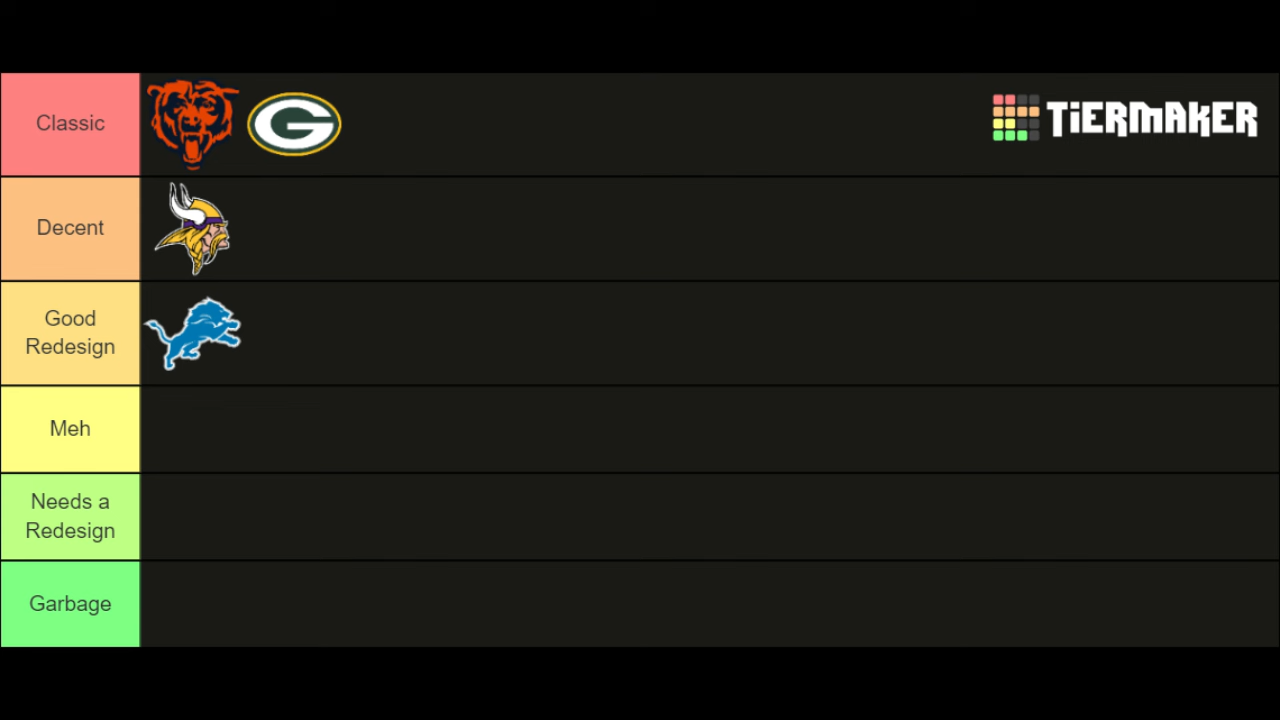 Classic
G
TiERMAKER
Decent
Good
Redesign
Meh
Needs a
Redesign
Garbage